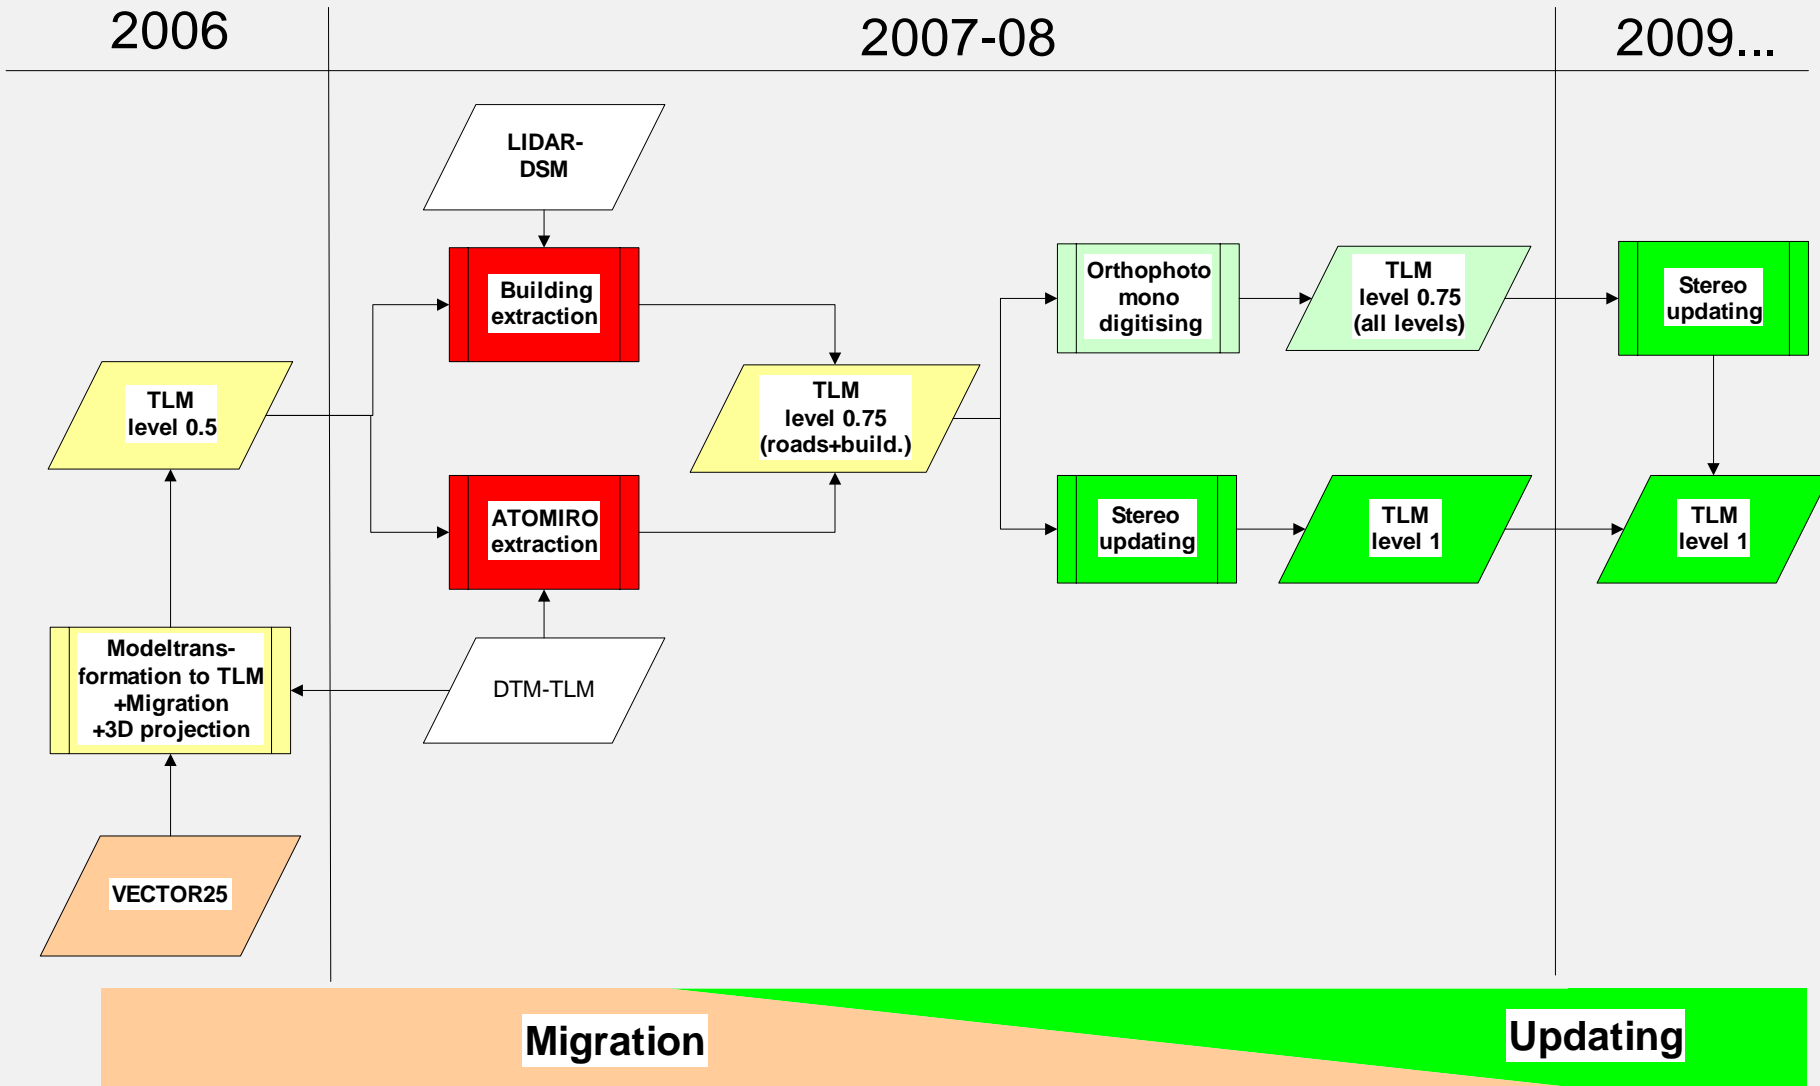 2006
2007-08
2009...
LIDAR-
DSM
Building
extraction
Orthophoto
mono
digitising
TLM
level 0.75
(all levels)
Stereo
updating
TLM
level 0.5
TLM
level 0.75
(roads+build.)
ATOMIRO
extraction
Stereo
updating
TLM
level 1
TLM
level 1
Modeltrans-
formation to TLM
+Migration
+3D projection
DTM-TLM
VECTOR25
Migration
Updating